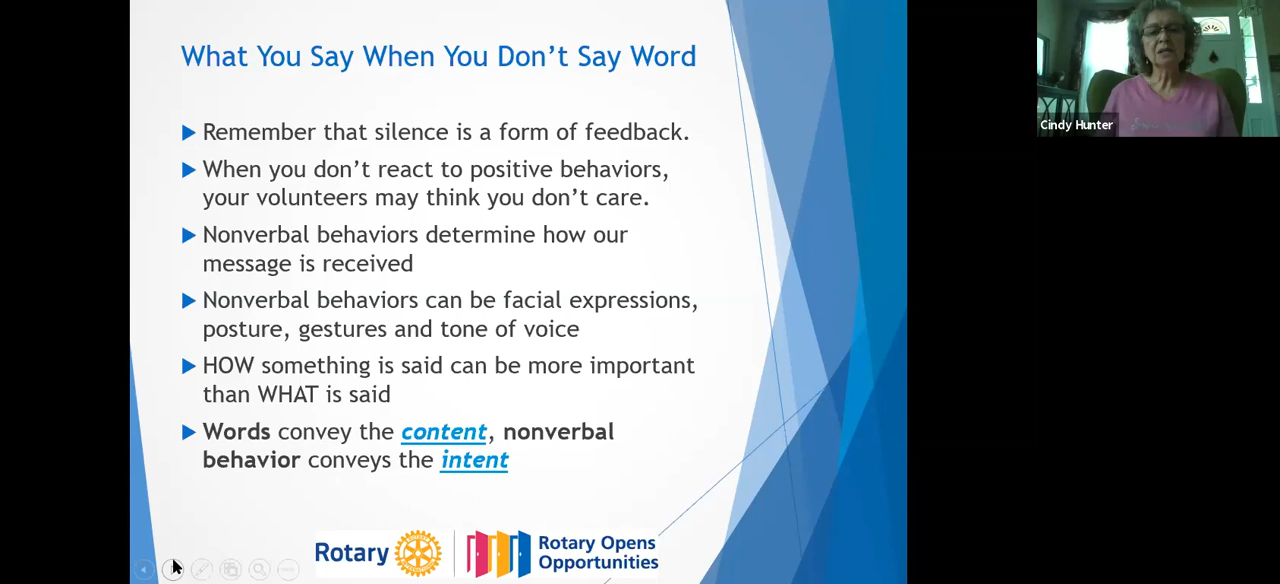 What You Say When You Don't Say Word
Remember that silence is a form of feedback.
When you don't react to positive behaviors,
your volunteers may think you don't care.
Nonverbal behaviors determine how our
message is received
Nonverbal behaviors can be facial expressions,
posture, gestures and tone of voice
HOW something is said can be more important
than WHAT is said
Words convey the content, nonverbal
behavior conveys the intent
Rotary
Rotary Opens
Opportunities
Cindy Hunter